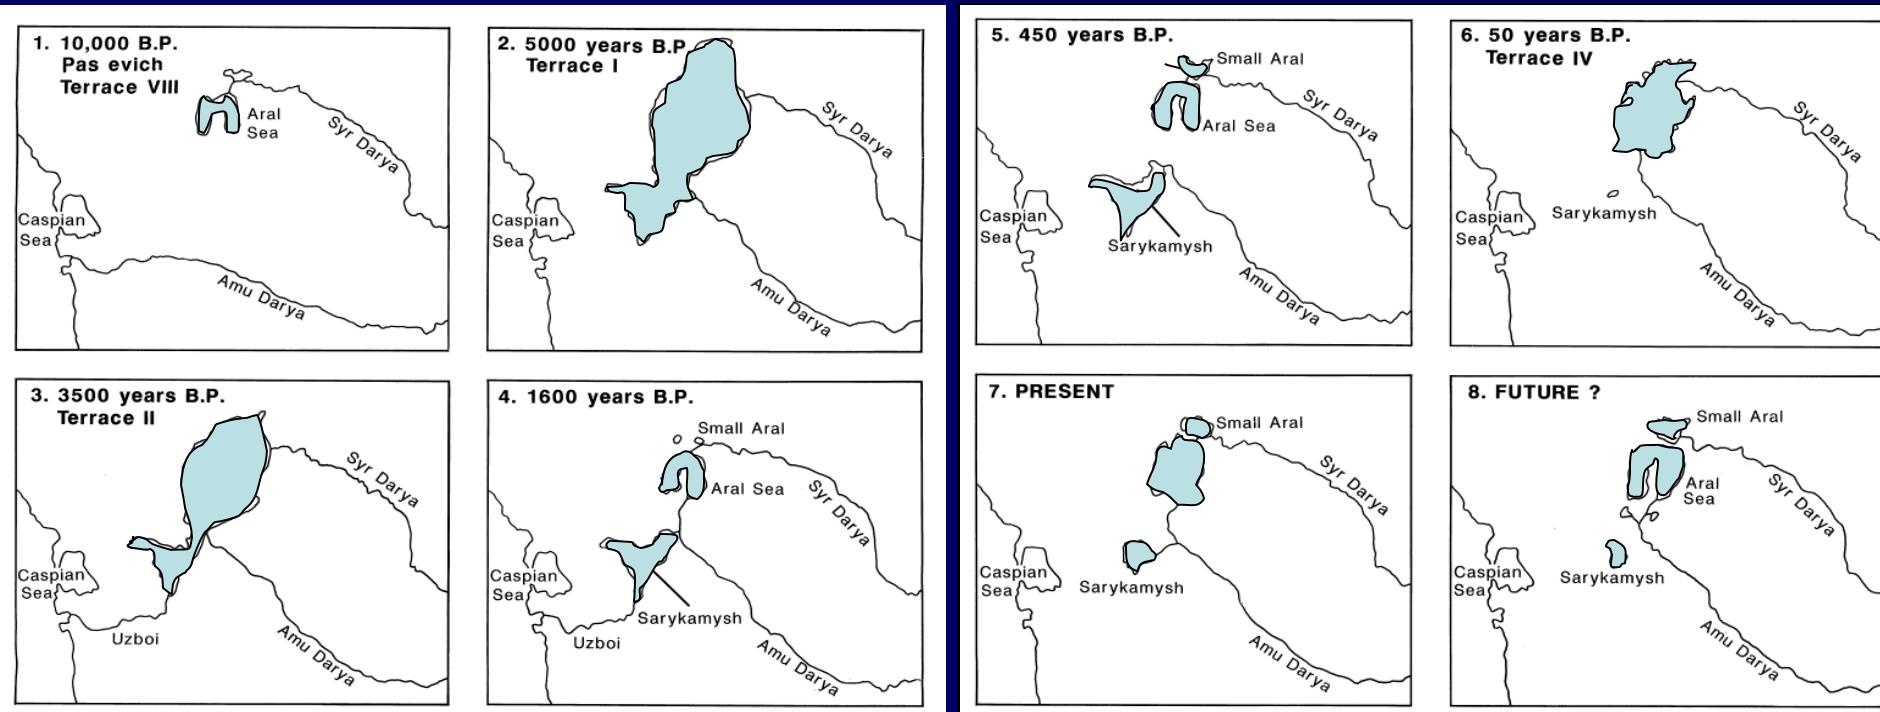 1. 10,000 B.P.
Pas evich
Terrace VIII
Aral
Sea
Syr Darya
Caspian
Sea
Amu Darya
2. 5000 years B.P.
Terrace I
Syr Darya
Caspian
Sea
Amu Darya
3. 3500 years B.P.
Terrace II
Syr Darya
Caspian
Sea
Uzboi
Amu Darya
4. 1600 years B.P.
Small Aral
Aral Sea
Syr Darya
Caspian
Sea
Sarykamysh
Uzboi
Amu Darya
5. 450 years B.P.
Small Aral
Syr Darya
Aral Sea
Caspian
Sea
Sarykamysh
Amu Darya
6. 50 years B.P.
Terrace IV
Syr Darya
Caspian
Sea
Sarykamysh
Amu Darya
7. PRESENT
Small Aral
Syr Darya
Caspian
Sea
Sarykamysh
Amu Darya
8. FUTURE ?
Small Aral
Aral
Sea
Syr Darya
Caspian
Sea
Sarykamysh
Amu Darya